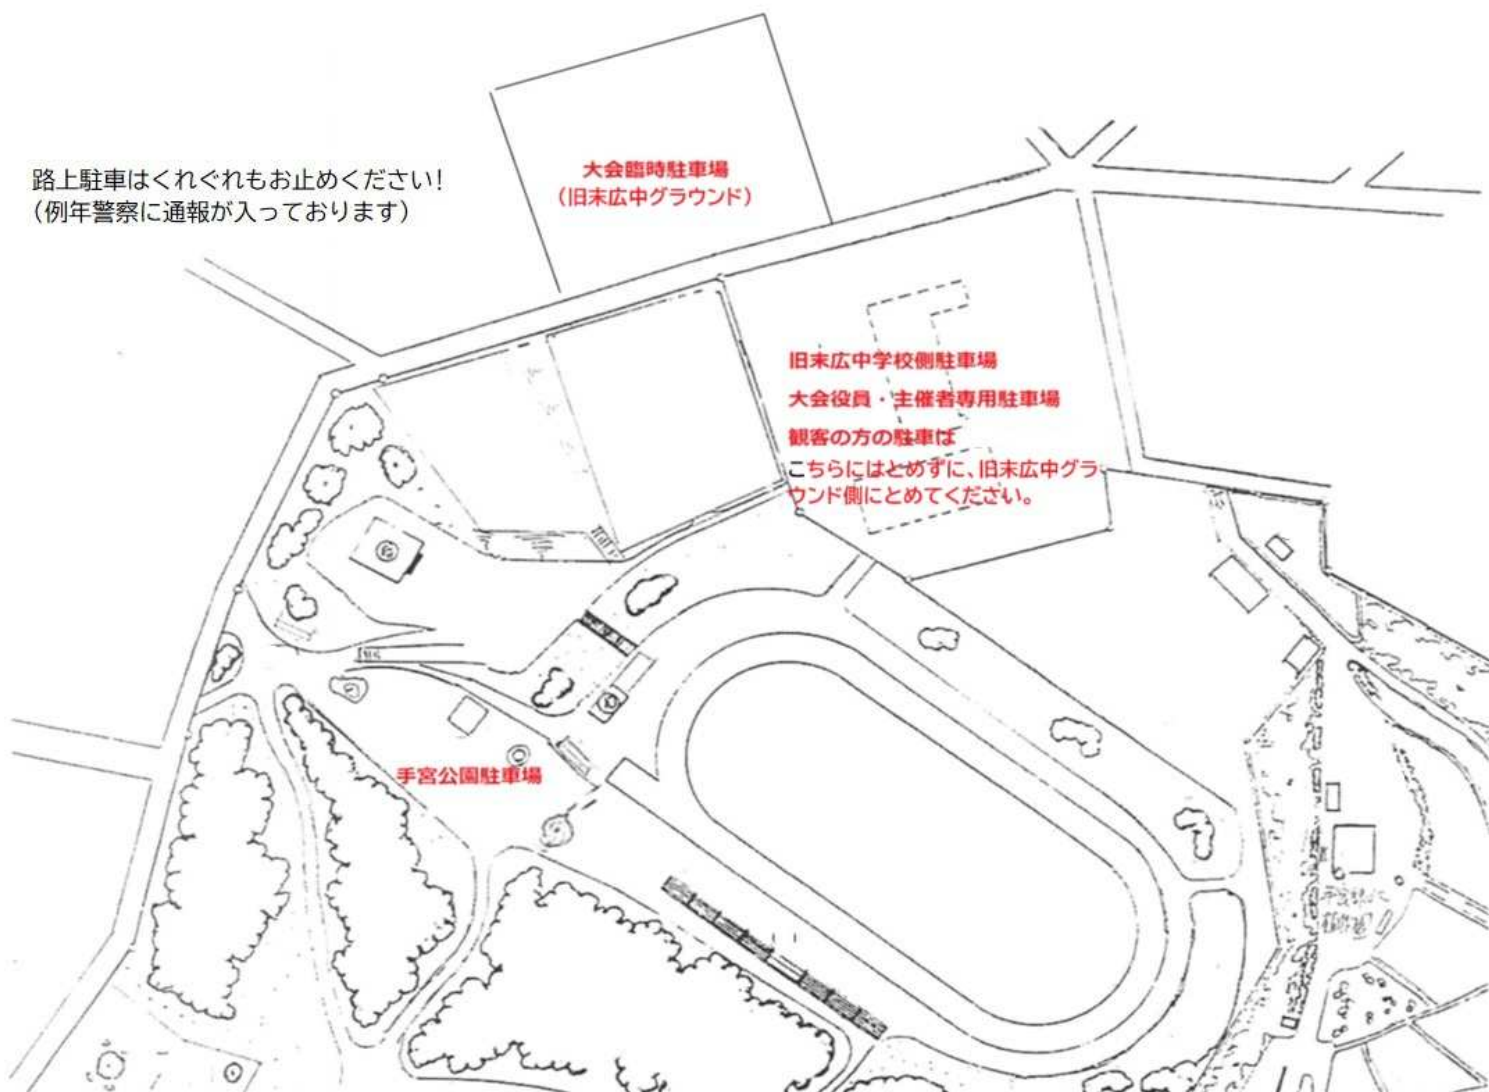 路上駐車はくれぐれもお止めください!
（例年警察に通報が入っております）
大会臨時駐車場
（旧末広中グラウンド）
旧末広中学校側駐車場
大会役員・主催者専用駐車場
観客の方の駐車は
こちらにはとめずに、旧末広中グラ
ウンド側にとめてください。
手宮公園駐車場